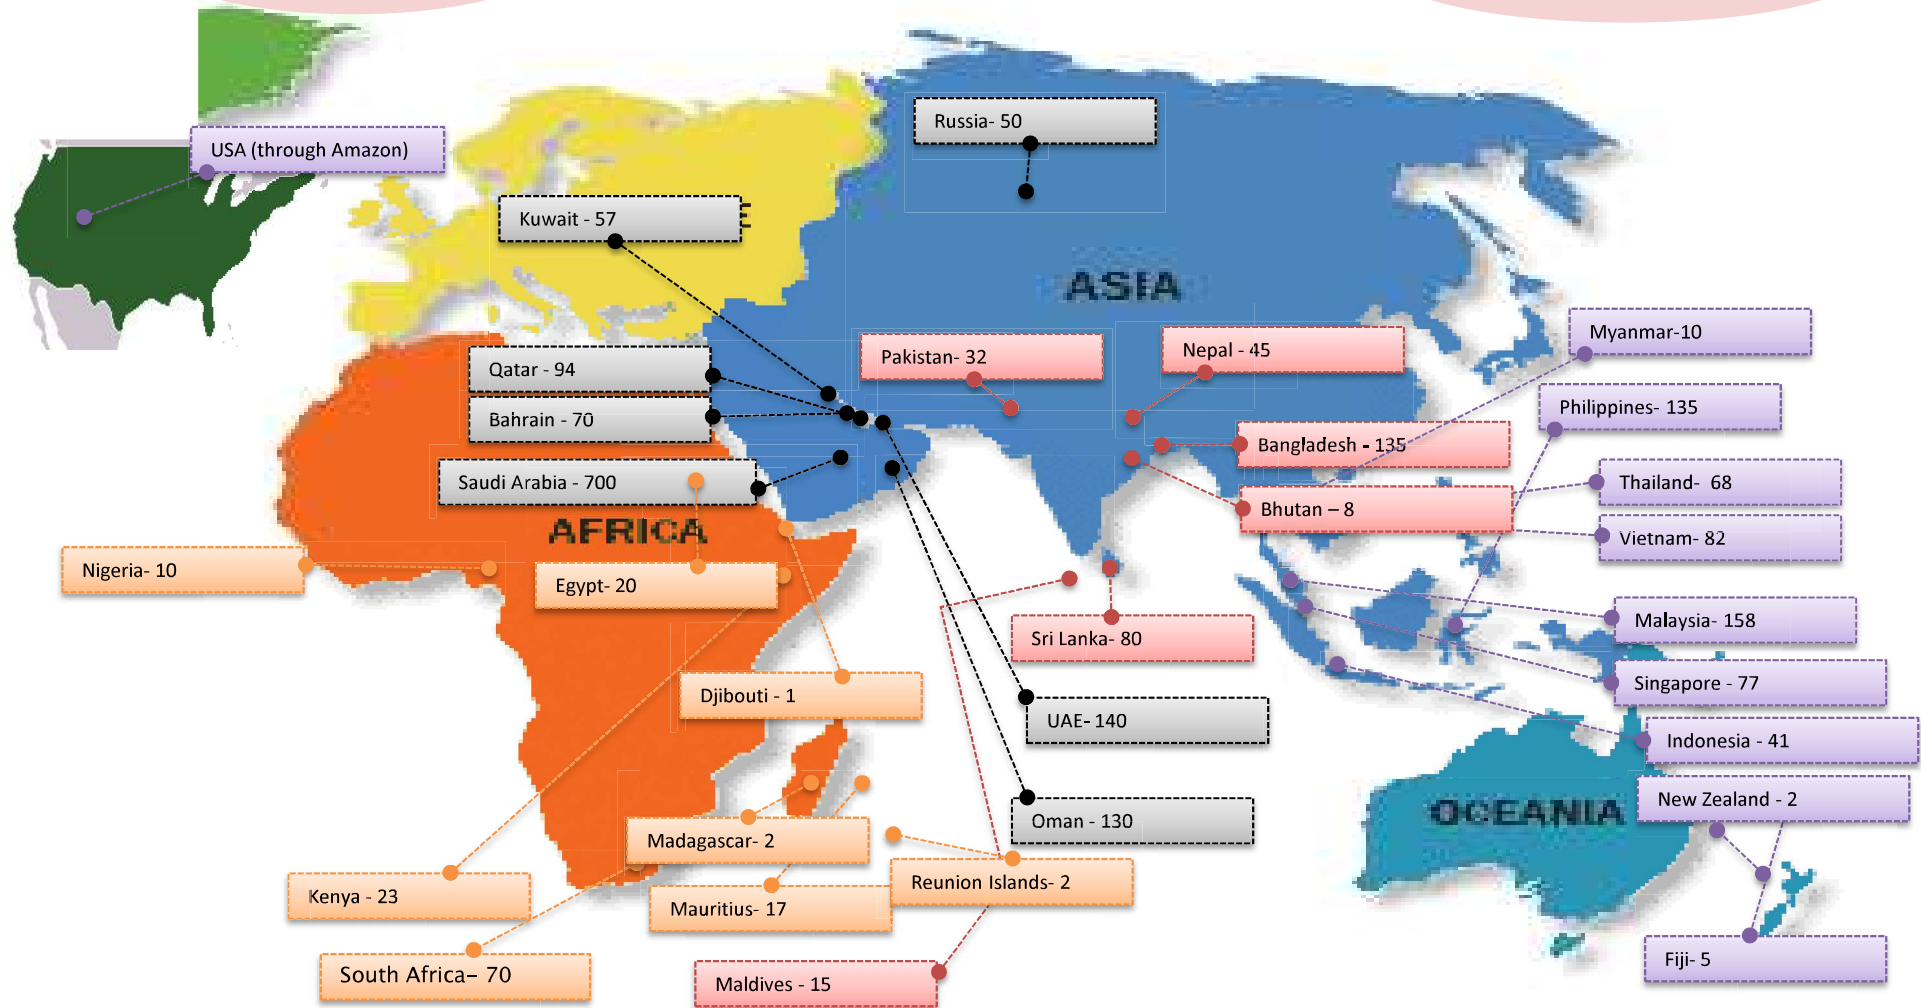 USA (through Amazon)
Russia- 50
Kuwait - 57
E
ASIA
Myanmar-10
Pakistan- 32
Nepal - 45
Qatar - 94
Philippines- 135
Bahrain - 70
Bangladesh - 135
Saudi Arabia - 700
Thailand- 68
Bhutan – 8
AFRICA
Vietnam- 82
Nigeria- 10
Egypt- 20
Sri Lanka- 80
Malaysia- 158
Djibouti - 1
Singapore - 77
UAE- 140
Indonesia - 41
New Zealand - 2
OCEANIA
Oman - 130
Madagascar- 2
Reunion Islands- 2
Kenya - 23
Mauritius- 17
Fiji- 5
South Africa– 70
Maldives - 15